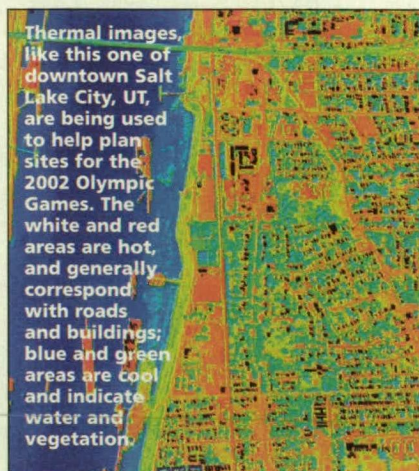 Thermal images,
like this one of
downtown Salt
Lake City, UT,
are being used
to help plan
sites for the
2002 Olympic
Games. The
white and red
areas are hot,
and generally
correspond
with roads
and buildings;
blue and green
areas are cool
and indicate
water and
vegetation.